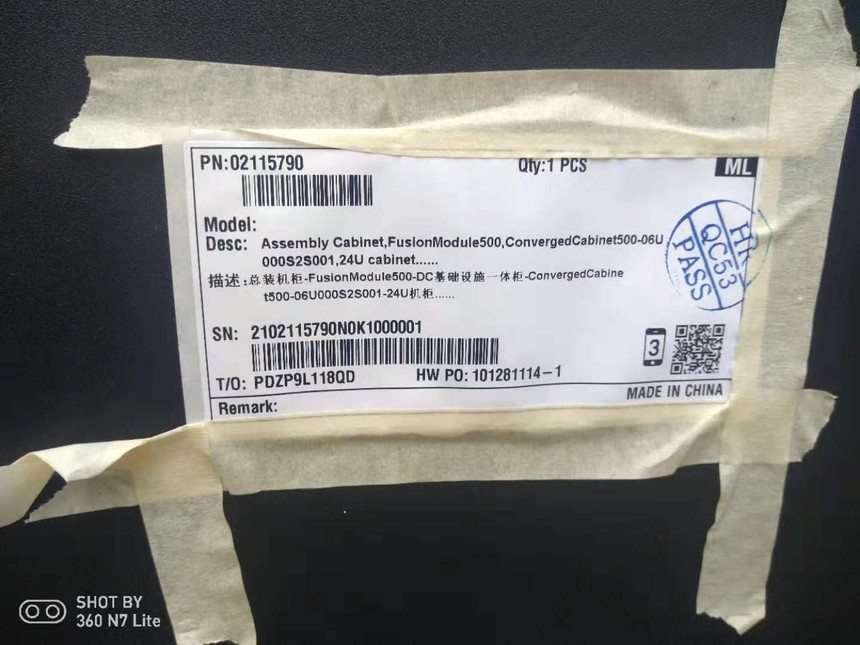 PN:02115790
Qty:1 PCS
ML
Model:
Desc: Assembly Cabinet,FusionModule500,ConvergedCabinet500-06U
000S2S001,24U cabinet......
描述:总装机柜-FusionModule500-DC基础设施一体柜-ConvergedCabine
t500-06U000S2S001-24U机柜......
QC53
PASS
SN: 2102115790N0K1000001
3
T/O: PDZP9L118QD
HW PO: 101281114-1
MADE IN CHINA
Remark:
SHOT BY
360 N7 Lite